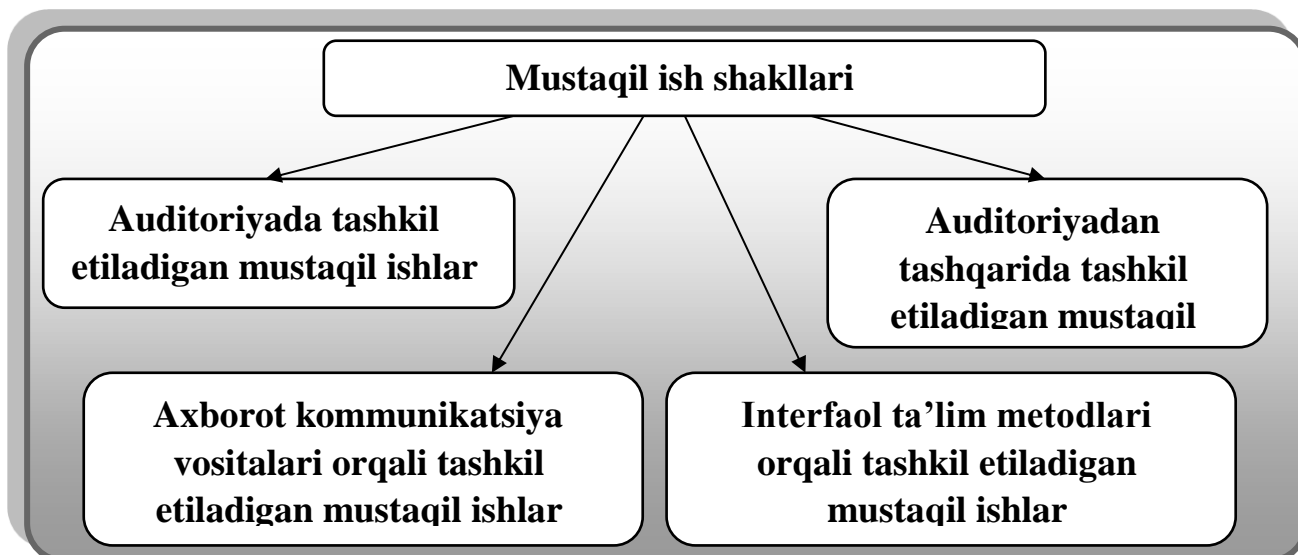 Mustaqil ish shakllari
Auditoriyada tashkil
etiladigan mustaqil ishlar
Auditoriyadan
tashqarida tashkil
etiladigan mustaqil
Axborot kommunikatsiya
vositalari orqali tashkil
etiladigan mustaqil ishlar
Interfaol ta’lim metodlari
orqali tashkil etiladigan
mustaqil ishlar